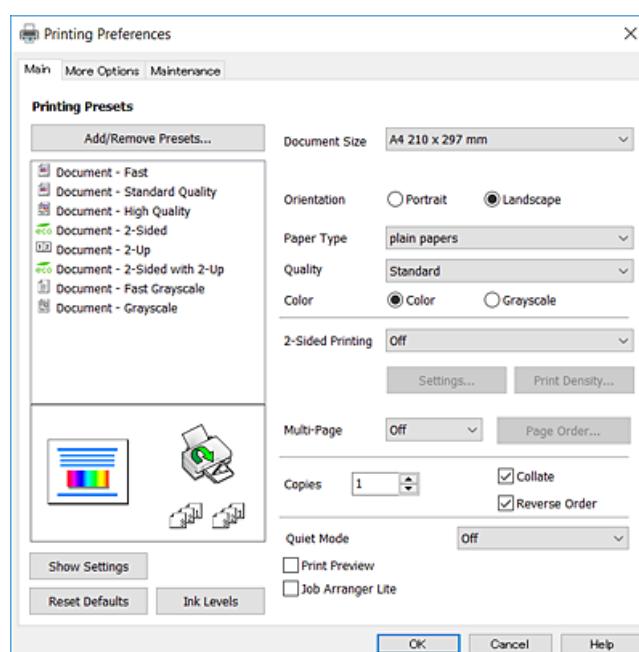 Printing Preferences
Main More Options Maintenance
Printing Presets
Add/Remove Presets...
Document - Fast
Document - Standard Quality
Document - High Quality
eco Document - 2-Sided
Document - 2-Up
eco Document - 2-Sided with 2-Up
Document - Fast Grayscale
Document - Grayscale
Show Settings
Reset Defaults Ink Levels
Document Size A4 210 x 297 mm
Orientation Portrait Landscape
Paper Type plain papers
Quality Standard
Color Color Grayscale
2-Sided Printing Off
Settings... Print Density...
Multi-Page Off Page Order...
Copies 1 Collate
Reverse Order
Quiet Mode Off
Print Preview
Job Arranger Lite
OK Cancel Help